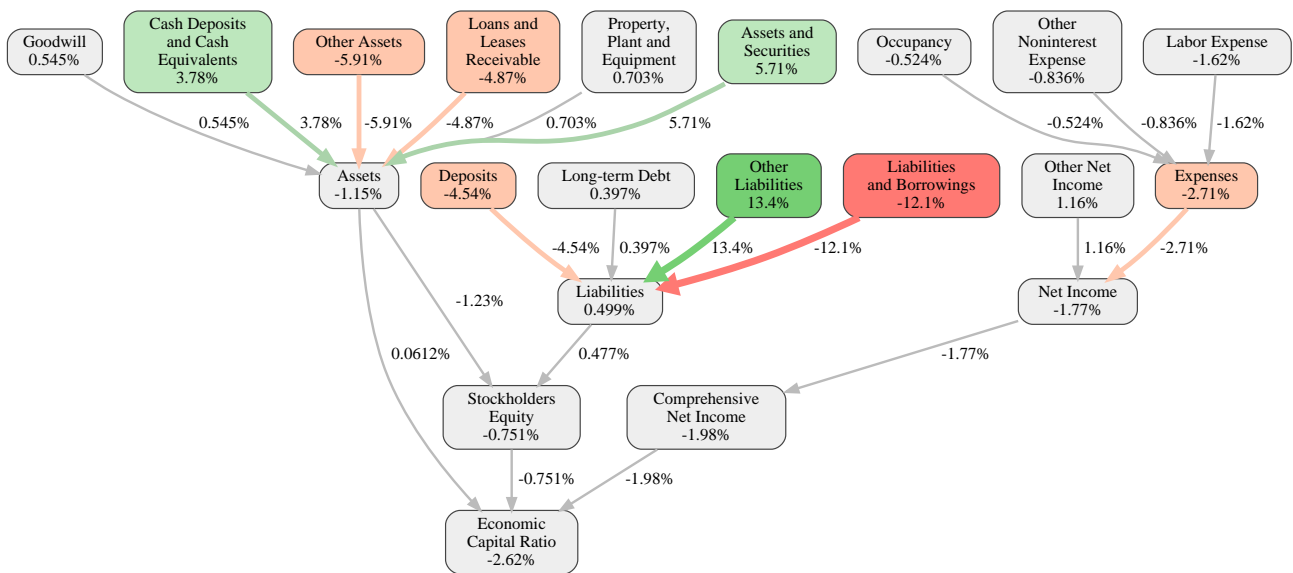 Goodwill
0.545%
Cash Deposits
and Cash
Equivalents
3.78%
Other Assets
-5.91%
Loans and
Leases
Receivable
-4.87%
Property,
Plant and
Equipment
0.703%
Assets and
Securities
5.71%
Occupancy
-0.524%
Other
Noninterest
Expense
-0.836%
Labor Expense
-1.62%
0.545%
3.78%
-5.91%
-4.87%
0.703%
5.71%
-0.524%
-0.836%
-1.62%
Assets
-1.15%
Deposits
-4.54%
Long-term Debt
0.397%
Other
Liabilities
13.4%
Liabilities
and Borrowings
-12.1%
Other Net
Income
1.16%
Expenses
-2.71%
-4.54%
0.397%
13.4%
-12.1%
1.16%
-2.71%
-1.23%
Liabilities
0.499%
Net Income
-1.77%
0.0612%
0.477%
-1.77%
Stockholders
Equity
-0.751%
Comprehensive
Net Income
-1.98%
-0.751%
-1.98%
Economic
Capital Ratio
-2.62%